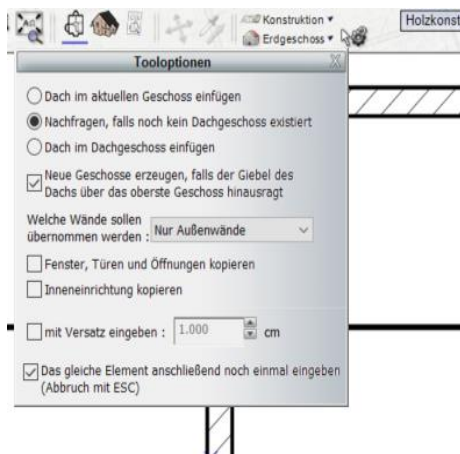 AG
Konstruktion
Erdgeschoss
Holzkonst
Tooloptionen
Dach im aktuellen Geschoss einfügen
Nachfragen, falls noch kein Dachgeschoss existiert
Dach im Dachgeschoss einfügen
Neue Geschosse erzeugen, falls der Giebel des
Dachs über das oberste Geschoss hinausragt
Welche Wände sollen
übernommen werden : Nur Außenwände
Fenster, Türen und Öffnungen kopieren
Inneneinrichtung kopieren
mit Versatz eingeben : 1.000 cm
Das gleiche Element anschließend noch einmal eingeben
(Abbruch mit ESC)